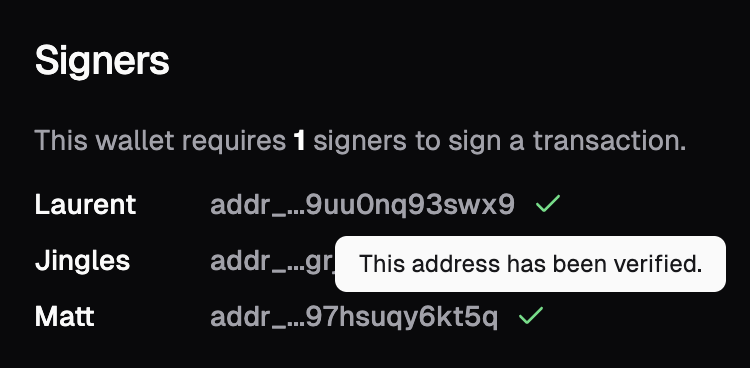 Signers
This wallet requires 1 signers to sign a transaction.
Laurent addr_...9uu0nq93swx9
Jingles addr_...gr
This address has been verified.
Matt addr_...97hsuqy6kt5q